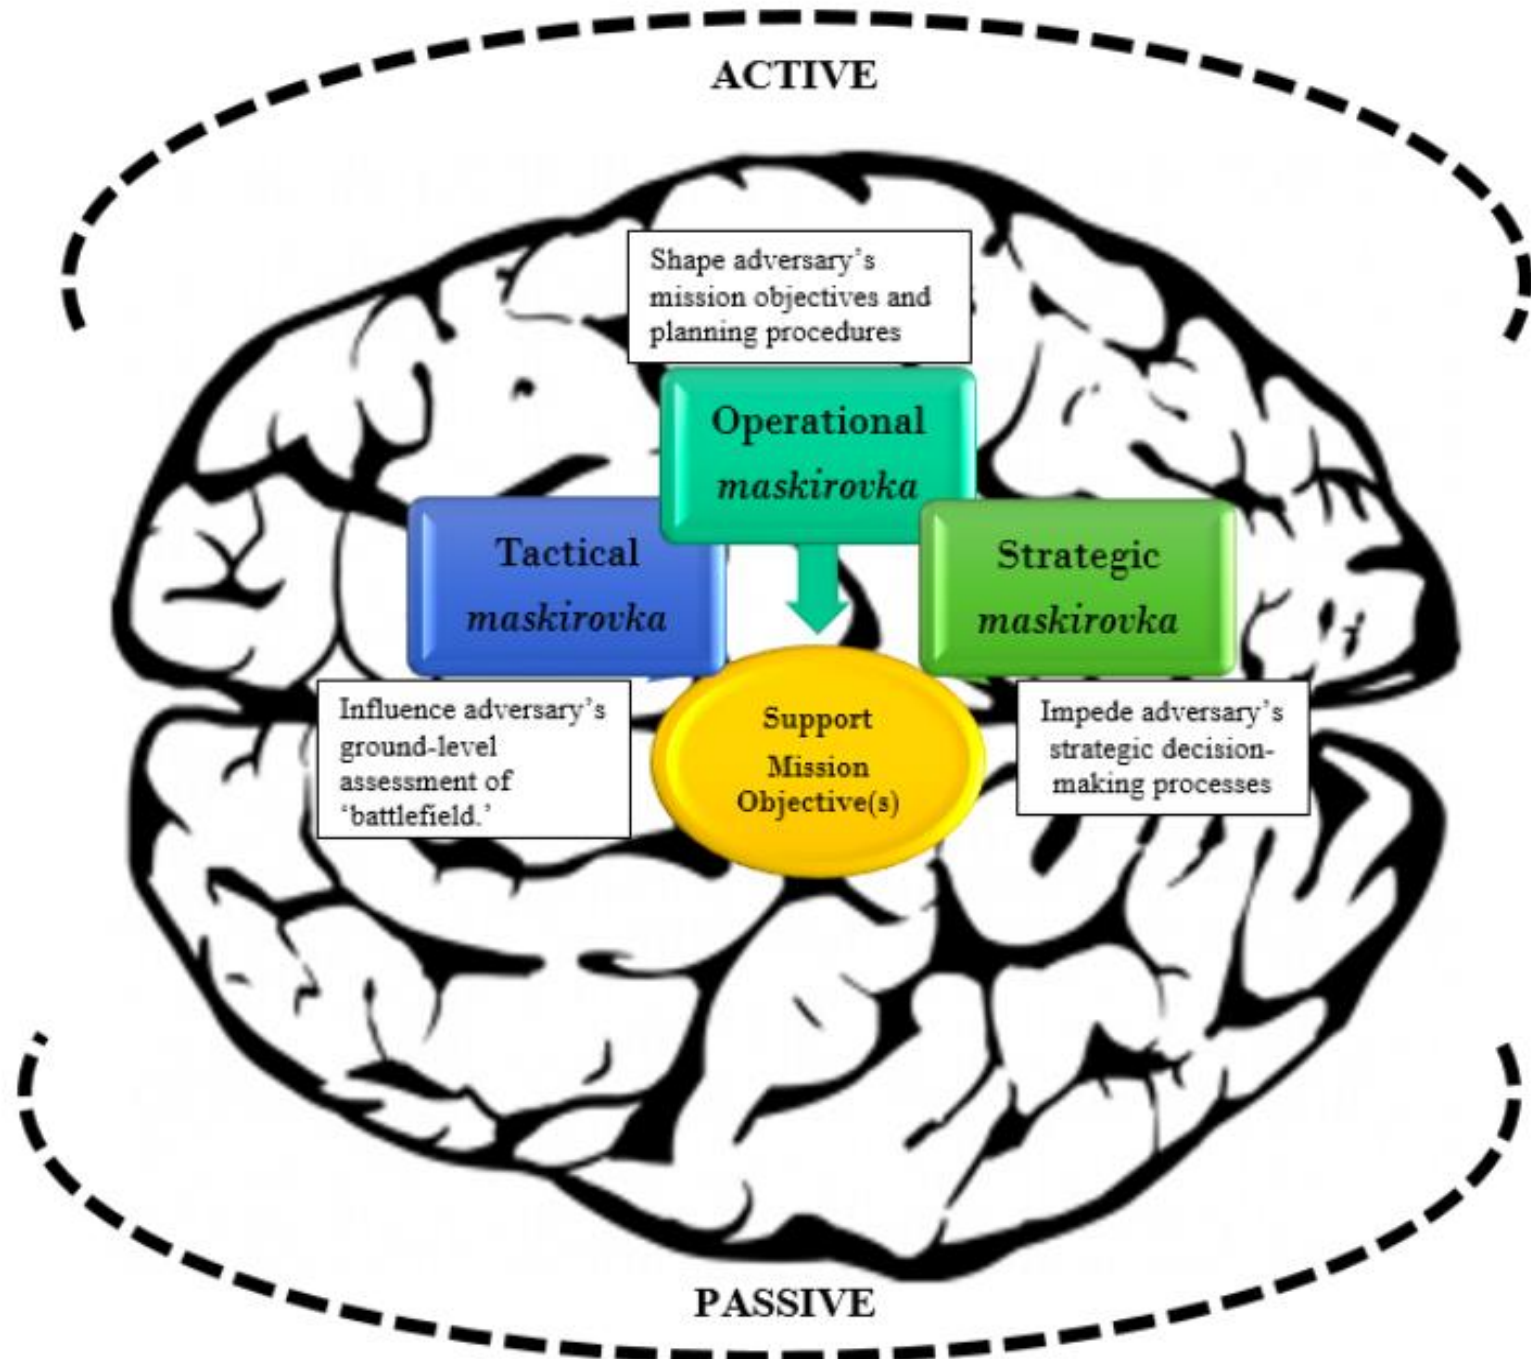 ACTIVE
Shape adversary’s
mission objectives and
planning procedures
Operational
maskirovka
Tactical
maskirovka
Strategic
maskirovka
Influence adversary’s
ground-level
assessment of
‘battlefield.’
Support
Mission
Objective(s)
Impede adversary’s
strategic decision-
making processes
PASSIVE